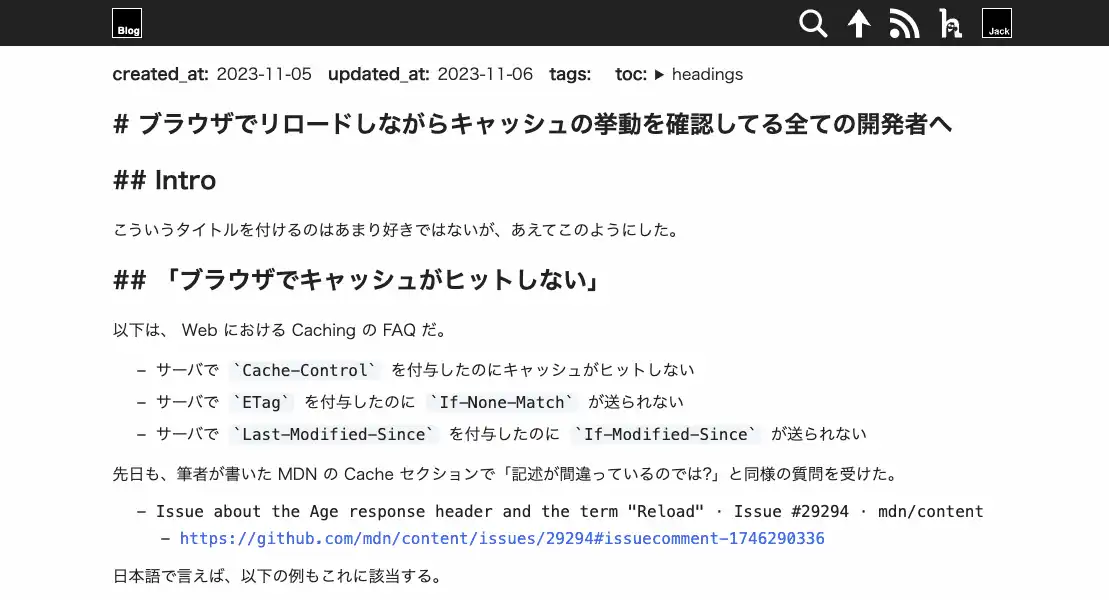 Blog
Jack
created_at: 2023-11-05 updated_at: 2023-11-06 tags: toc: ▶ headings
# ブラウザでリロードしながらキャッシュの挙動を確認してる全ての開発者へ
## Intro
こういうタイトルを付けるのはあまり好きではないが、あえてこのようにした。
## 「ブラウザでキャッシュがヒットしない」
以下は、 Web における Caching の FAQ だ。
– サーバで `Cache-Control` を付与したのにキャッシュがヒットしない
– サーバで `ETag` を付与したのに `If-None-Match` が送られない
– サーバで `Last-Modified-Since` を付与したのに `If-Modified-Since` が送られない
先日も、筆者が書いた MDN の Cache セクションで「記述が間違っているのでは?」と同様の質問を受けた。
– Issue about the Age response header and the term "Reload" · Issue #29294 · mdn/content
– https://github.com/mdn/content/issues/29294#issuecomment-1746290336
日本語で言えば、以下の例もこれに該当する。